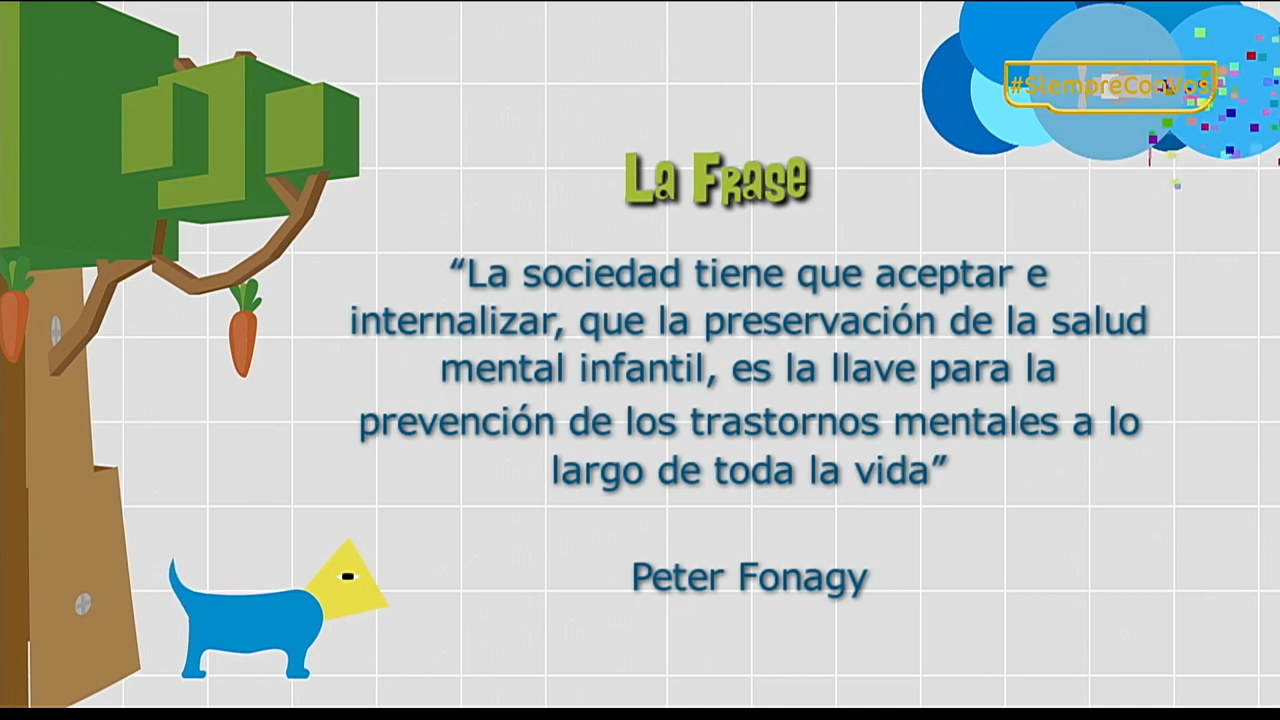 #SiempreConVos
La Frase
“La sociedad tiene que aceptar e
internalizar, que la preservación de la salud
mental infantil, es la llave para la
prevención de los trastornos mentales a lo
largo de toda la vida”
Peter Fonagy